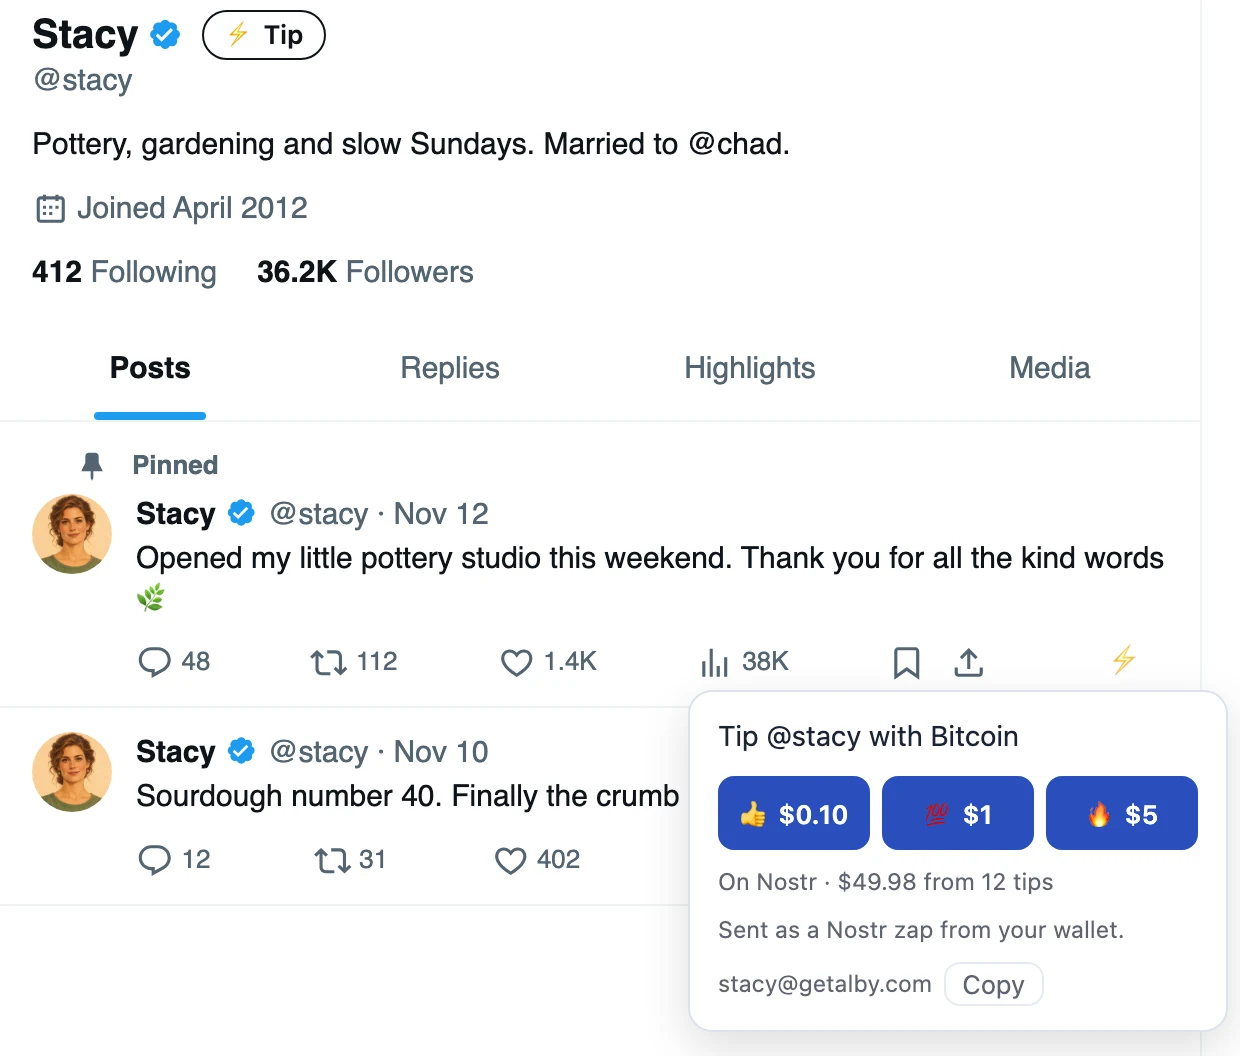 Stacy
⚡ Tip
@stacy
Pottery, gardening and slow Sundays. Married to @chad.
Joined April 2012
412 Following 36.2K Followers
Posts Replies Highlights Media
Pinned
Stacy @stacy · Nov 12
Opened my little pottery studio this weekend. Thank you for all the kind words
🌿
48 112 1.4K 38K ⚡
Stacy @stacy · Nov 10
Sourdough number 40. Finally the crumb
12 31 402
Tip @stacy with Bitcoin
👍 $0.10 💯 $1 🔥 $5
On Nostr · $49.98 from 12 tips
Sent as a Nostr zap from your wallet.
stacy@getalby.com Copy